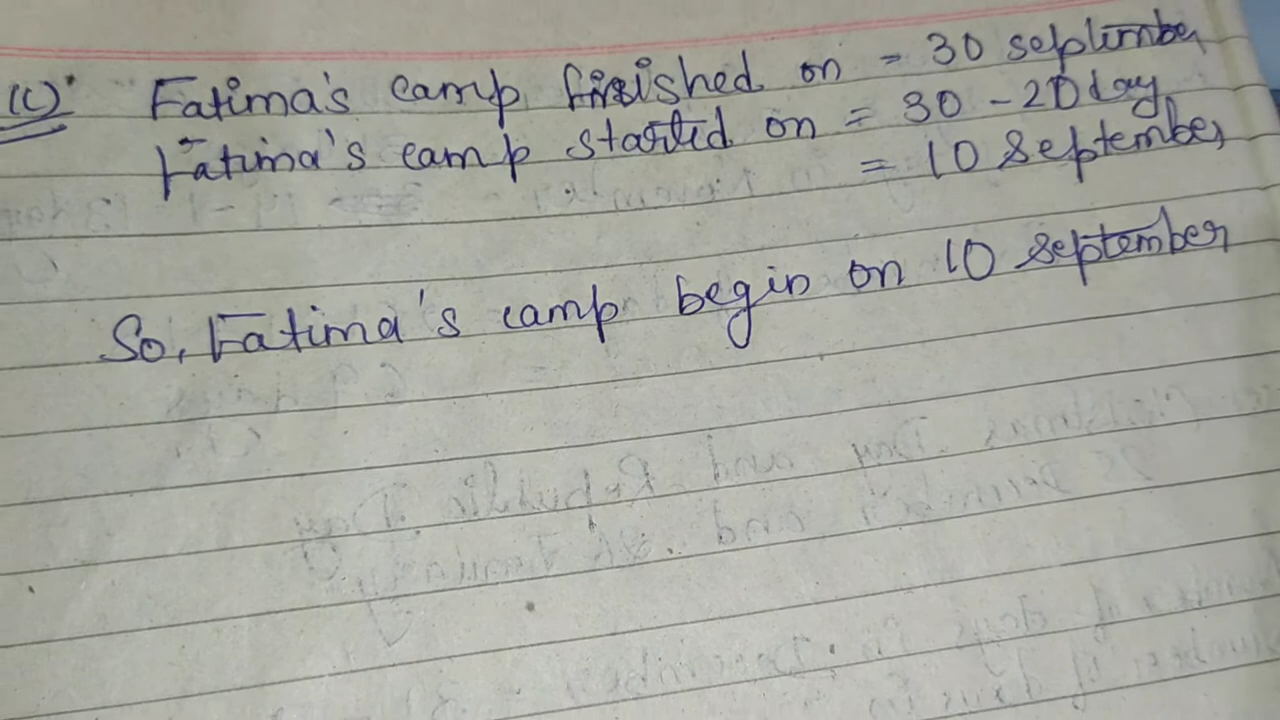 (c) Fatima's camp finished on = 30 september
Fatima's camp started on = 30 - 20 day
= 10 September
So, Fatima's camp begin on 10 september